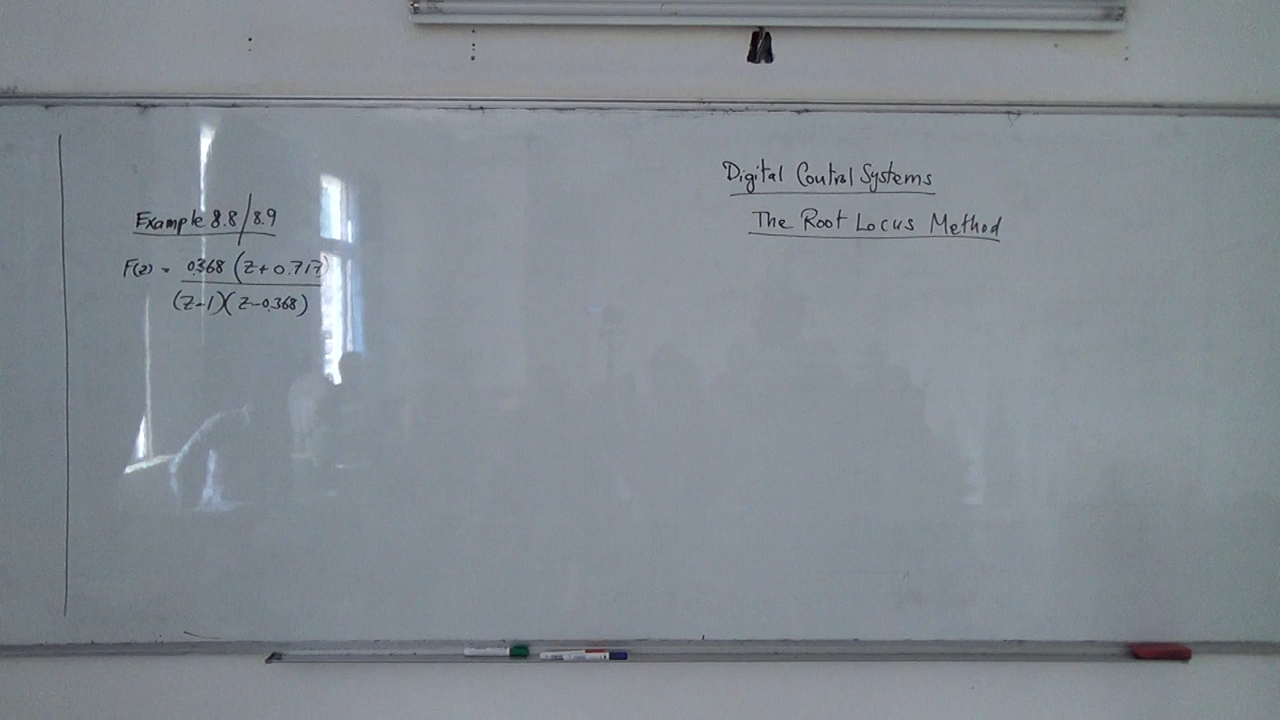 Digital Control Systems
The Root Locus Method
Example 8.8/8.9
F(z) = 0.368 (z+0.717)
(z-1)(z-0.368)